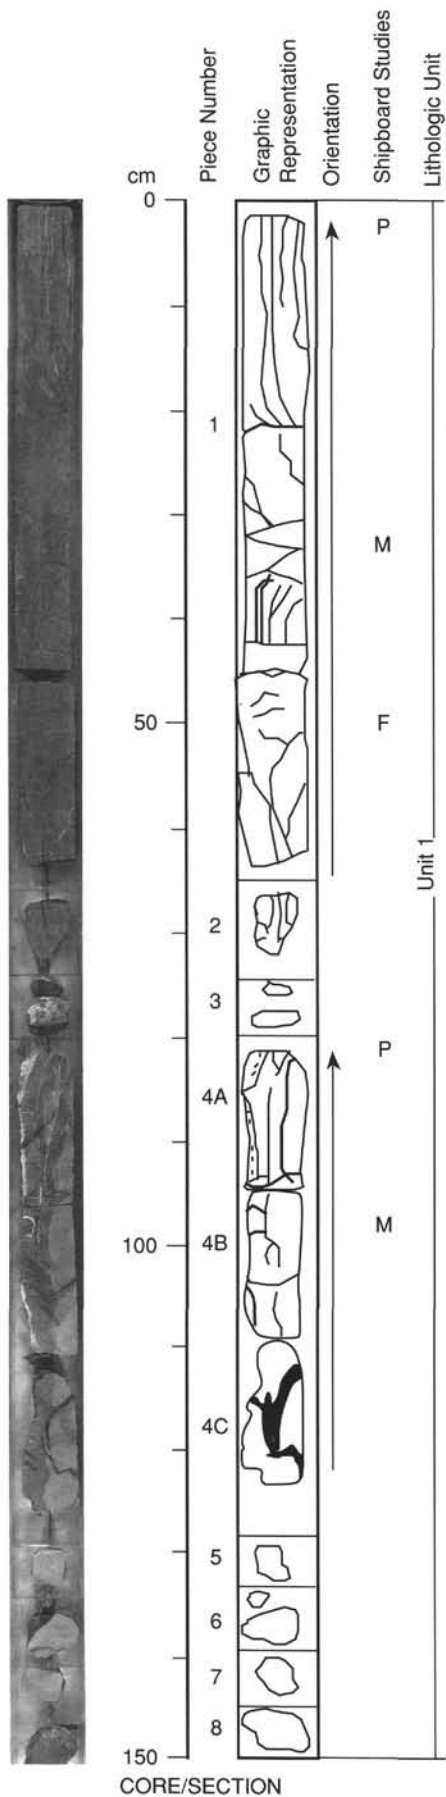 cm
Piece Number
Graphic
Representation
Orientation
Shipboard Studies
Lithologic Unit
0
P
1
M
50
F
Unit 1
2
3
P
4A
100
4B
M
4C
5
6
7
8
150
CORE/SECTION